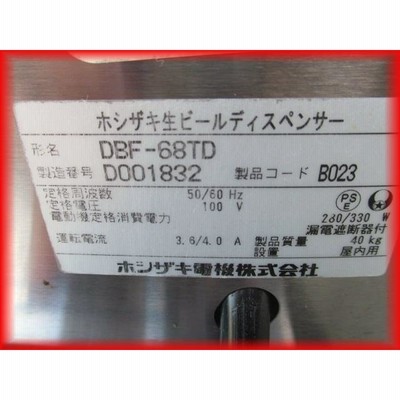 ホシザキ生ビールディスペンサー
形名 DBF-68TD
製造番号 D001832 製品コード B023
定格周波数 50/60 Hz
定格電圧 100 V
電動機定格消費電力 260/330 W
漏電遮断器付
運転電流 3.6/4.0 A 製品質量 40 kg
設置 屋内用
ホシザキ電機株式会社
PSE